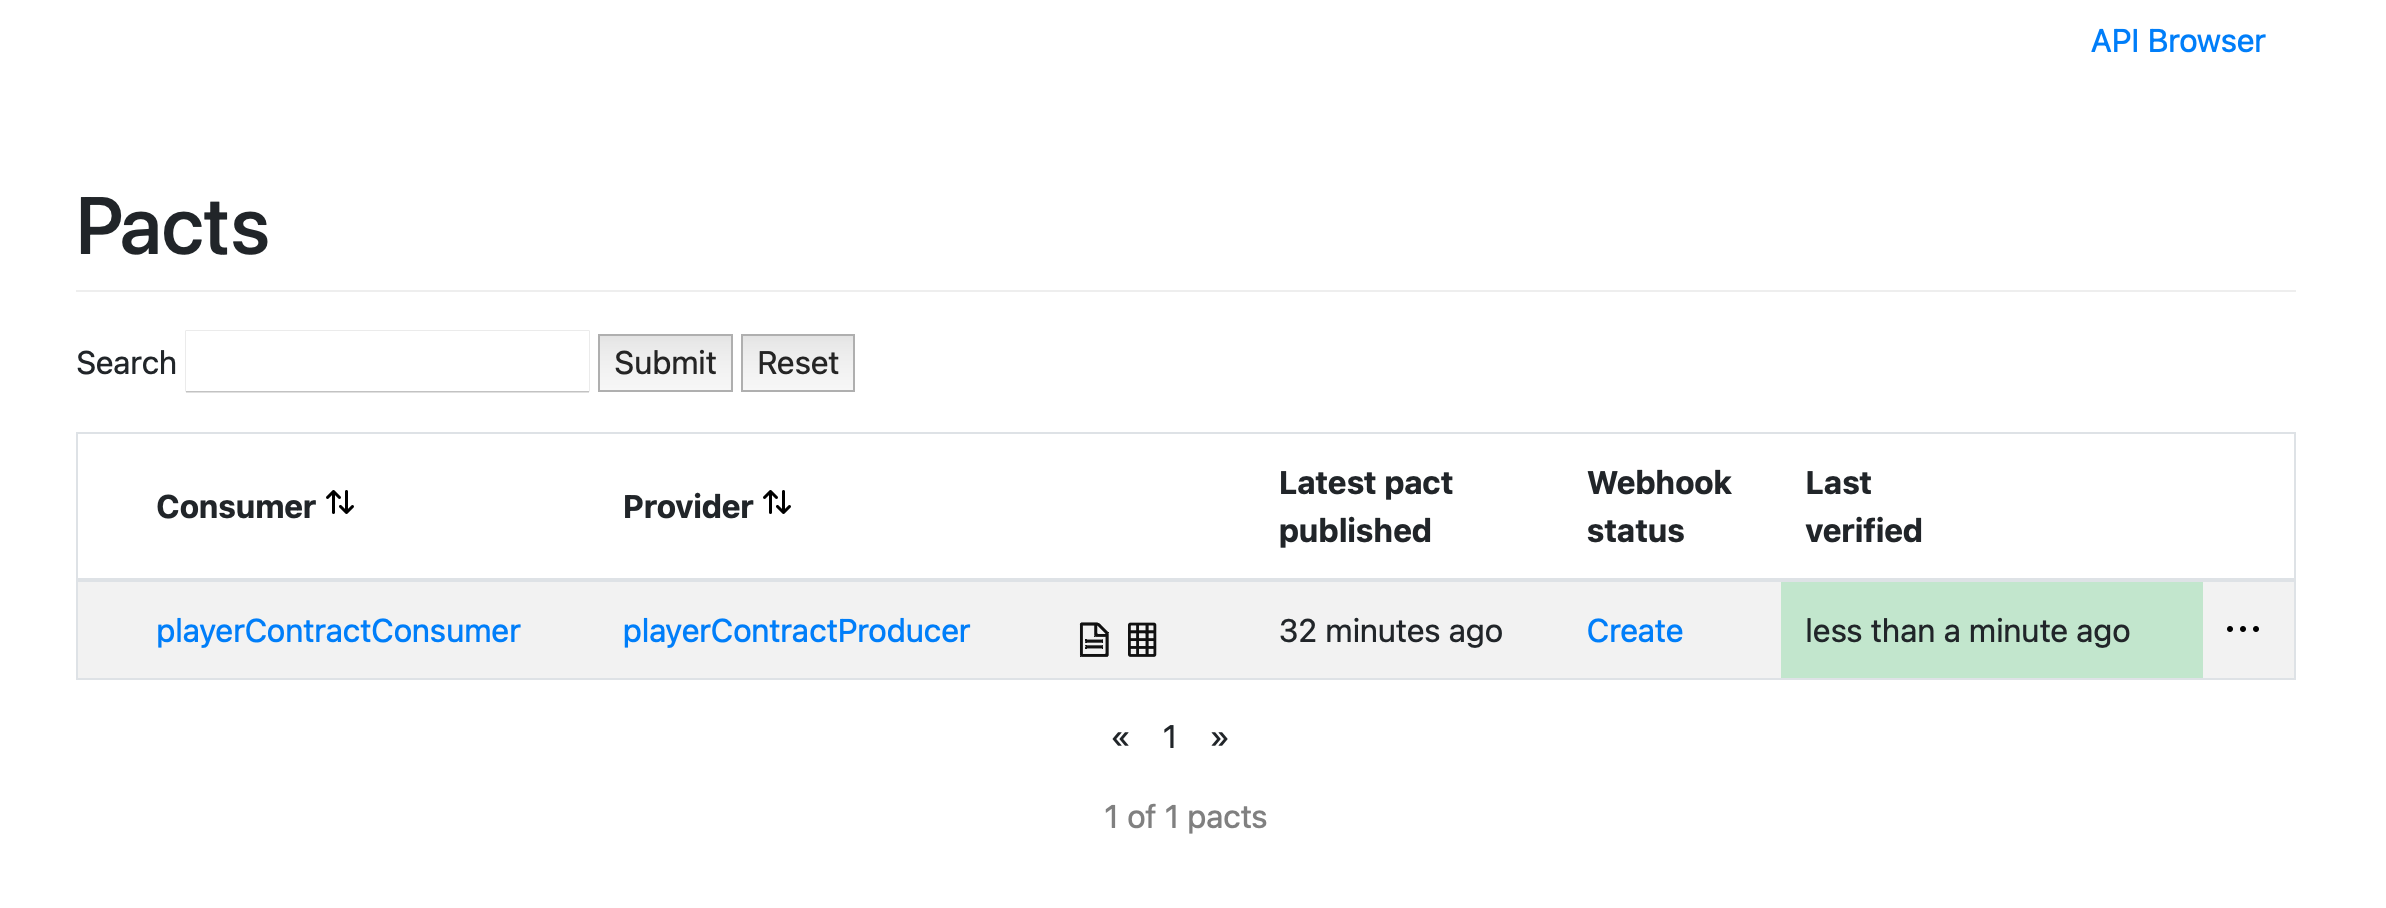 API Browser
Pacts
Search Submit Reset
Consumer Provider Latest pact published Webhook status Last verified
playerContractConsumer playerContractProducer 32 minutes ago Create less than a minute ago ...
« 1 »
1 of 1 pacts